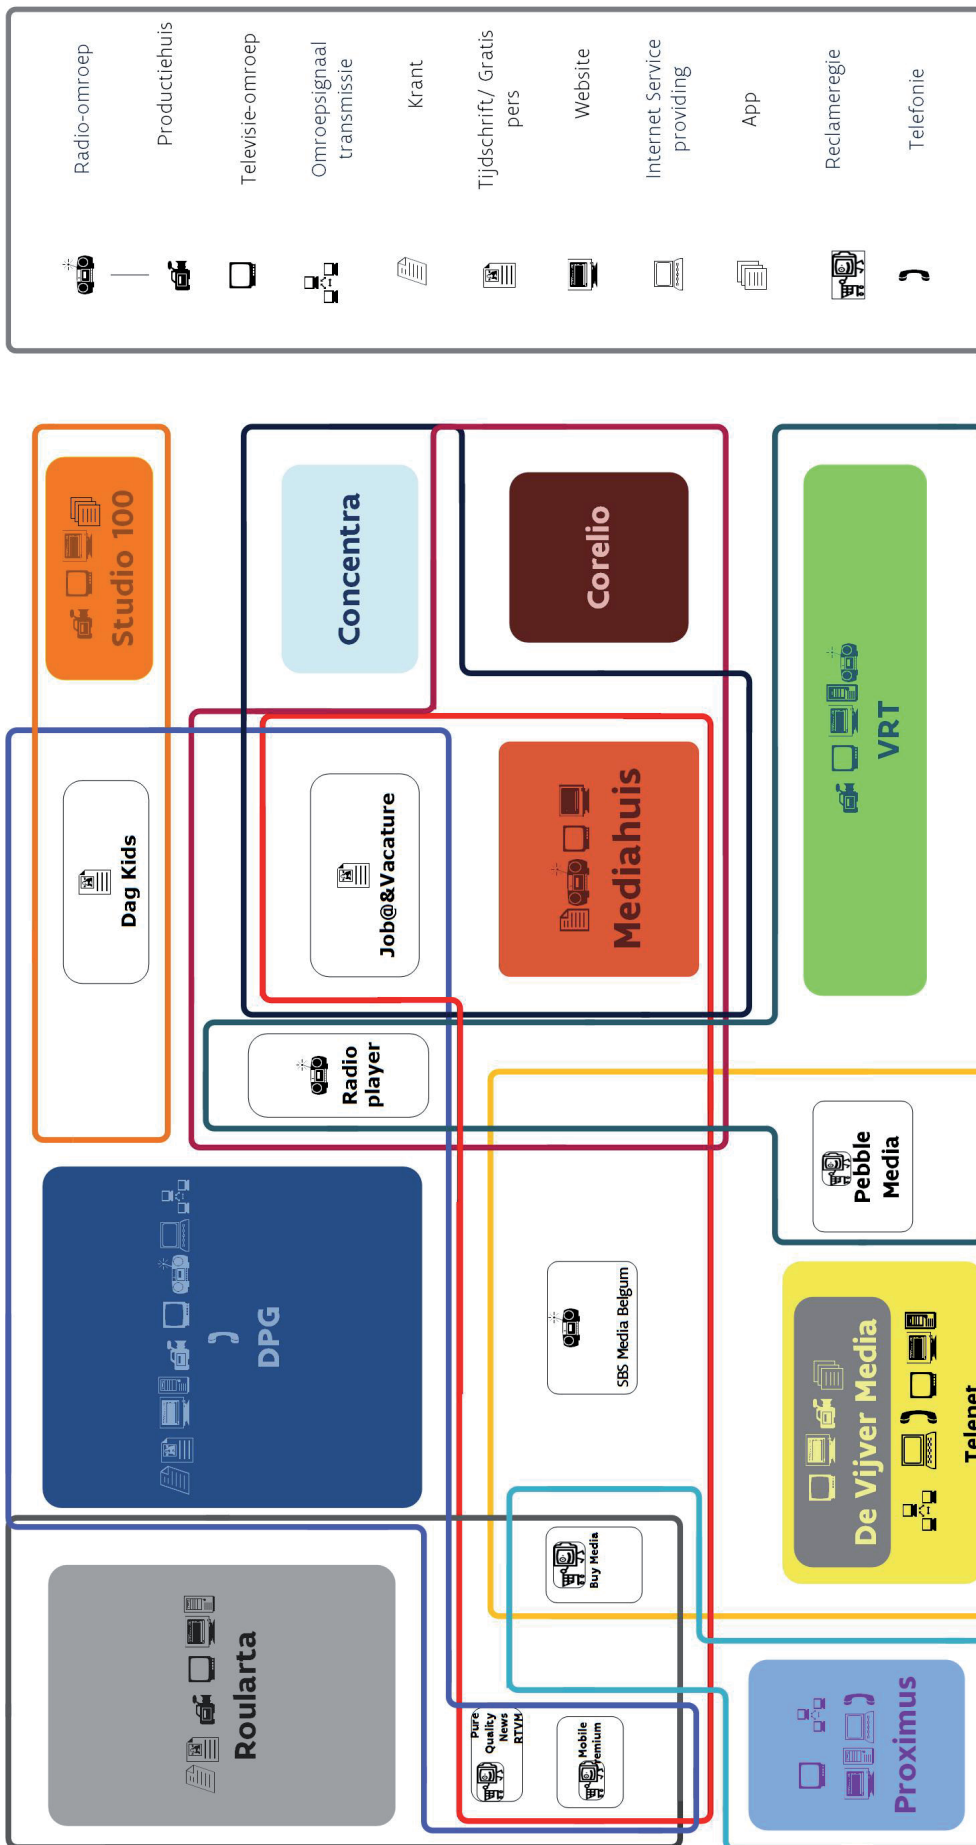 Radio-omroep
Productiehuis
Televisie-omroep
Omroepsignaal
transmissie
Krant
Tijdschrift/ Gratis
pers
Website
Internet Service
providing
App
Reclameregie
Telefonie
Studio 100
Concentra
Corelio
VRT
Dag Kids
Job@&Vacature
Mediahuis
Radio
player
Pebble
Media
DPG
SBS Media Belgum
De Vijver Media
Telenet
Buy Media
Roularta
Pure
Quality
News
RTVM
Mobile
remium
Proximus